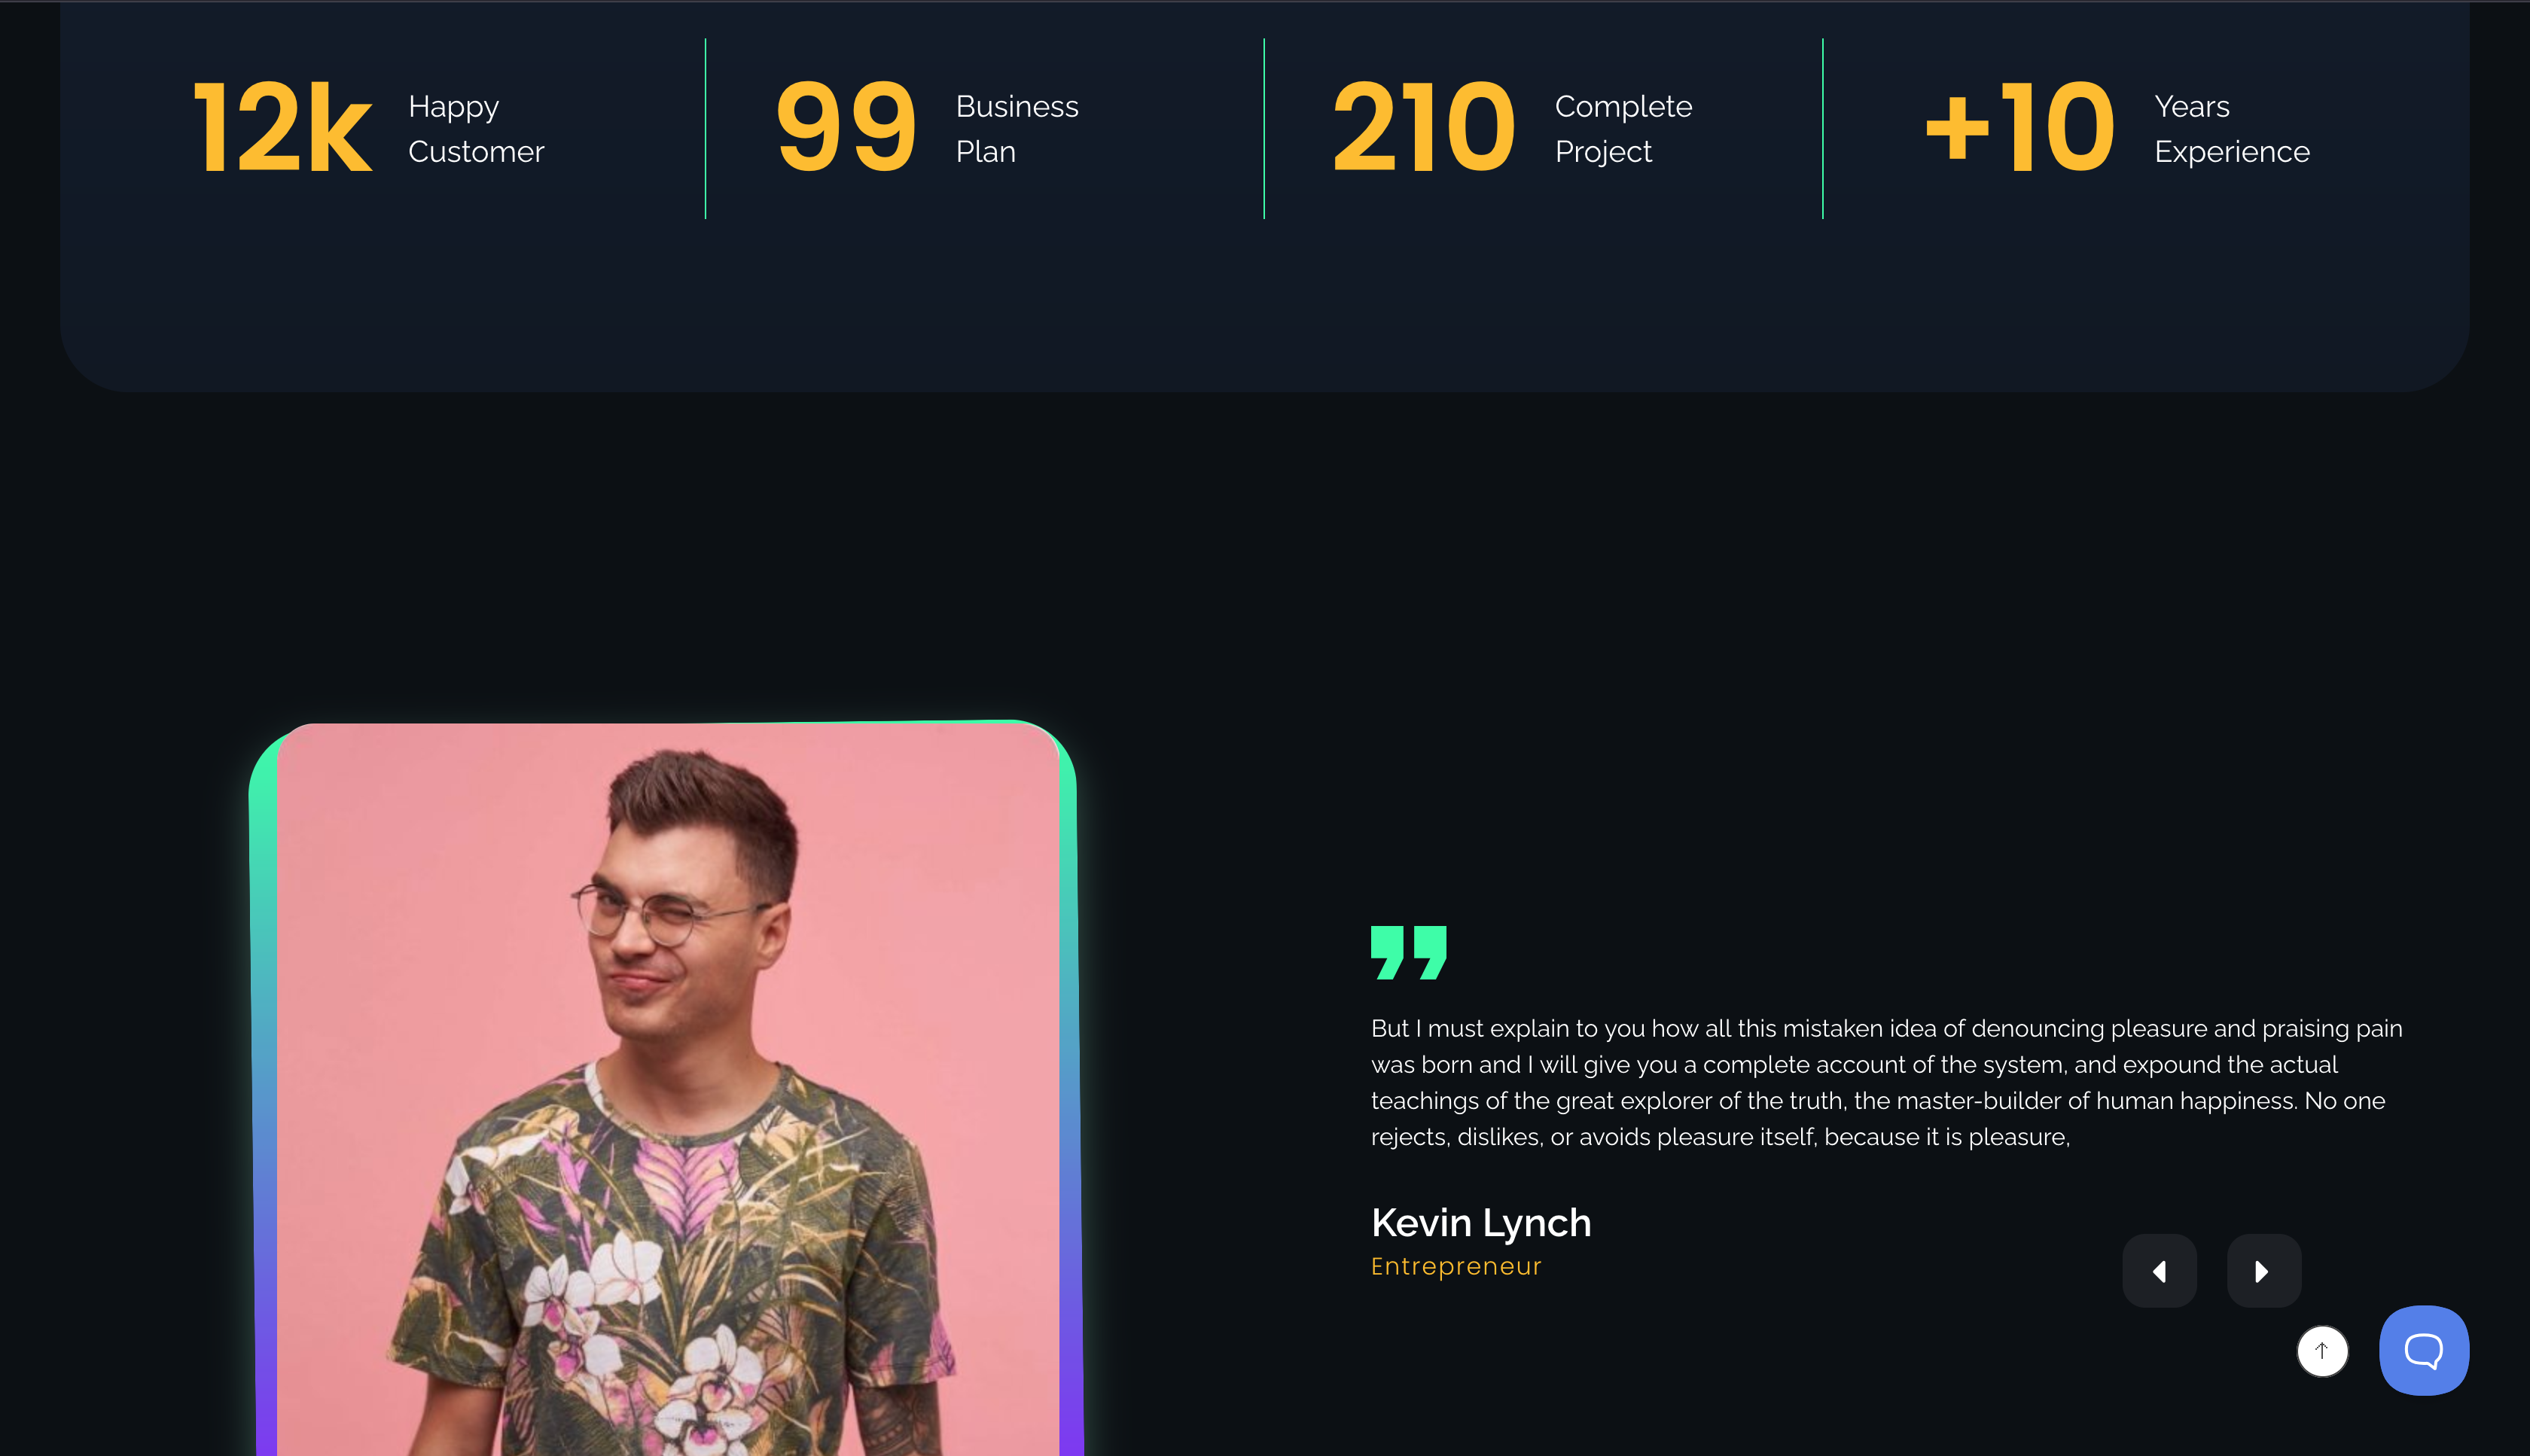 12k
Happy
Customer
99
Business
Plan
210
Complete
Project
+10
Years
Experience
”
But I must explain to you how all this mistaken idea of denouncing pleasure and praising pain
was born and I will give you a complete account of the system, and expound the actual
teachings of the great explorer of the truth, the master-builder of human happiness. No one
rejects, dislikes, or avoids pleasure itself, because it is pleasure,
Kevin Lynch
Entrepreneur